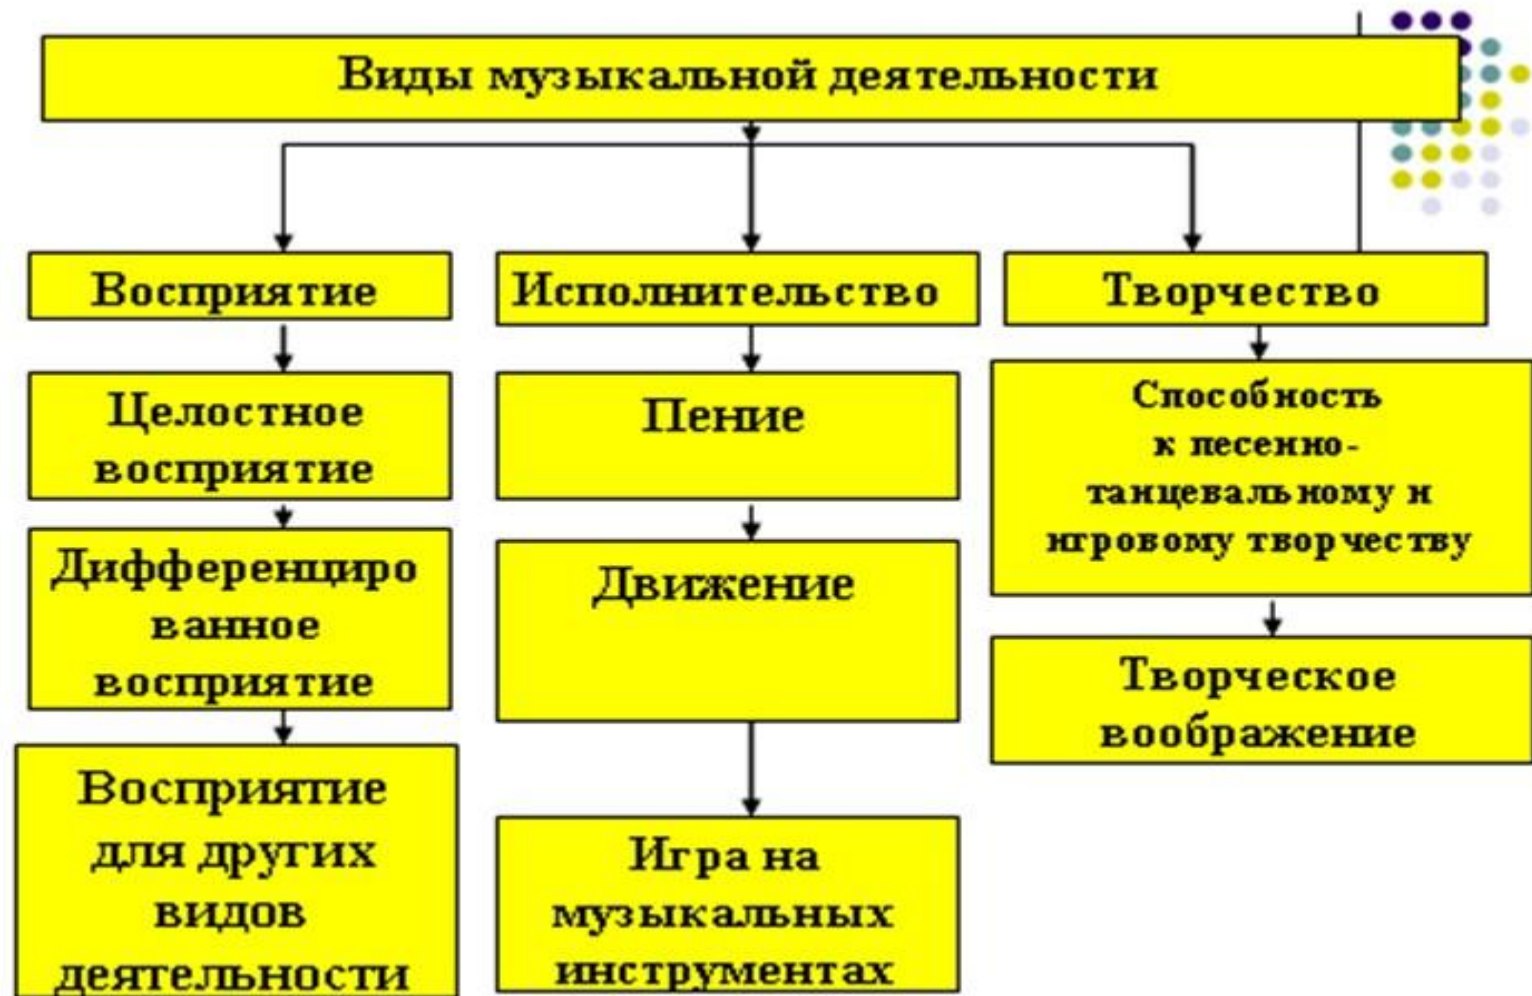 Виды музыкальной деятельности
Восприятие
Исполнительство
Творчество
Целостное
восприятие
Пение
Способность
к песенно-
танцевальному и
игровому творчеству
Дифференциро
ванное
восприятие
Движение
Творческое
воображение
Восприятие
для других
видов
деятельности
Игра на
музыкальных
инструментах